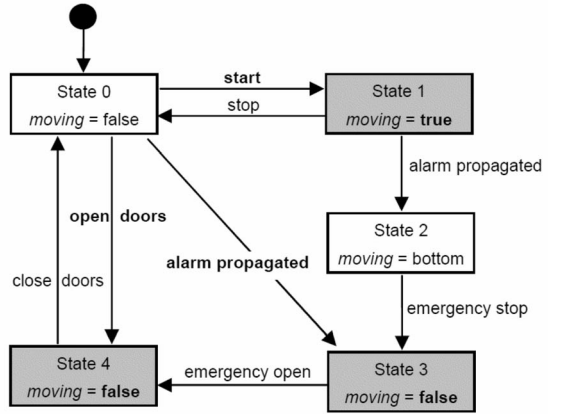 State 0
moving = false
start
stop
State 1
moving = true
alarm propagated
State 2
moving = bottom
open doors
alarm propagated
close doors
emergency stop
State 4
moving = false
emergency open
State 3
moving = false